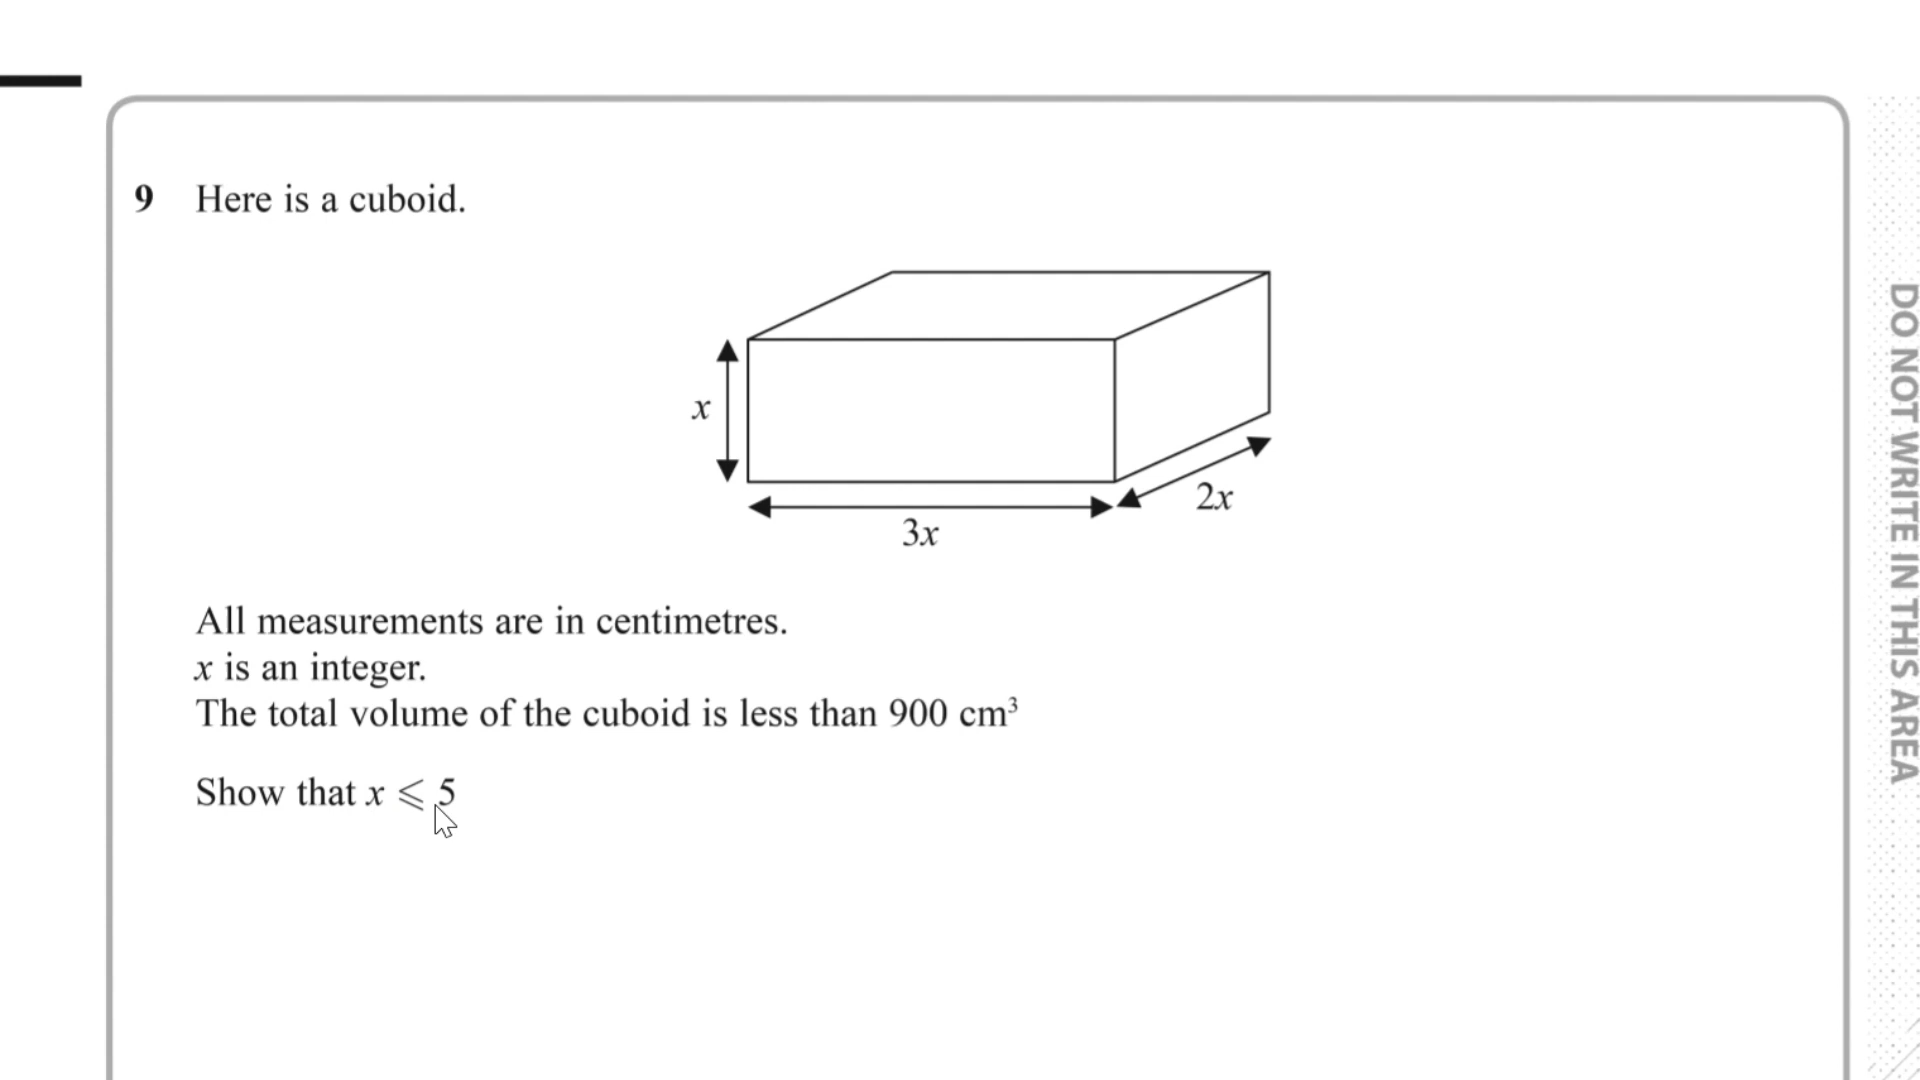 9 Here is a cuboid.
x
3x
2x
All measurements are in centimetres.
x is an integer.
The total volume of the cuboid is less than 900 cm³
Show that x ⩽ 5
DO NOT WRITE IN THIS AREA